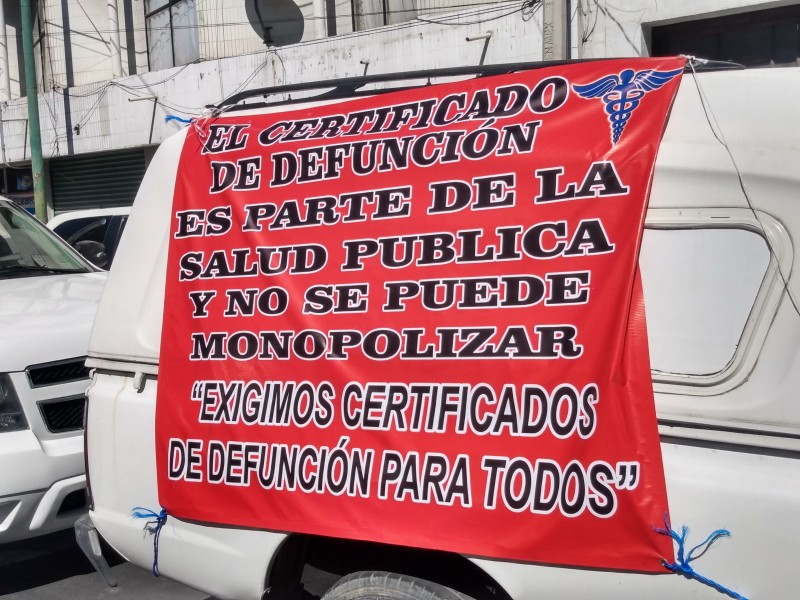 EL CERTIFICADO
DE DEFUNCIÓN
ES PARTE DE LA
SALUD PUBLICA
Y NO SE PUEDE
MONOPOLIZAR
“EXIGIMOS CERTIFICADOS
DE DEFUNCIÓN PARA TODOS”